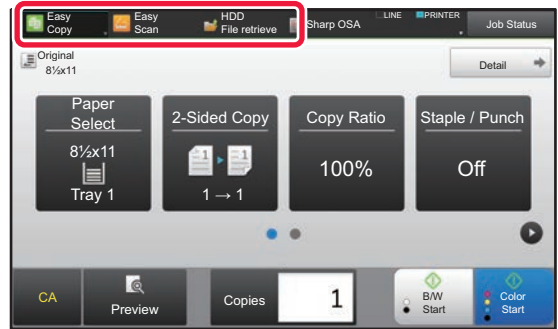 Easy Copy
Easy Scan
HDD File retrieve
Sharp OSA
LINE
PRINTER
Job Status
Original
8½x11
Detail
Paper Select
8½x11
Tray 1
2-Sided Copy
1
1
1 → 1
Copy Ratio
100%
Staple / Punch
Off
CA
Preview
Copies
1
B/W Start
Color Start